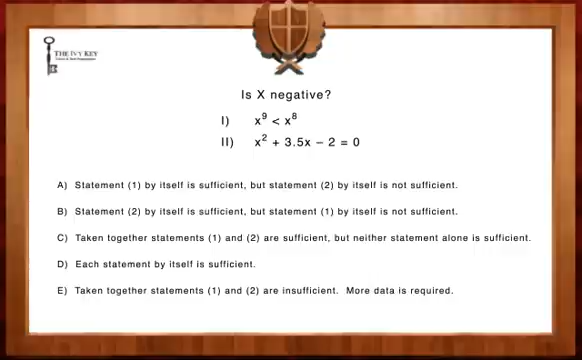 THE IVY KEY
Is X negative?
I) x⁹ < x⁸
II) x² + 3.5x − 2 = 0
A) Statement (1) by itself is sufficient, but statement (2) by itself is not sufficient.
B) Statement (2) by itself is sufficient, but statement (1) by itself is not sufficient.
C) Taken together statements (1) and (2) are sufficient, but neither statement alone is sufficient.
D) Each statement by itself is sufficient.
E) Taken together statements (1) and (2) are insufficient. More data is required.